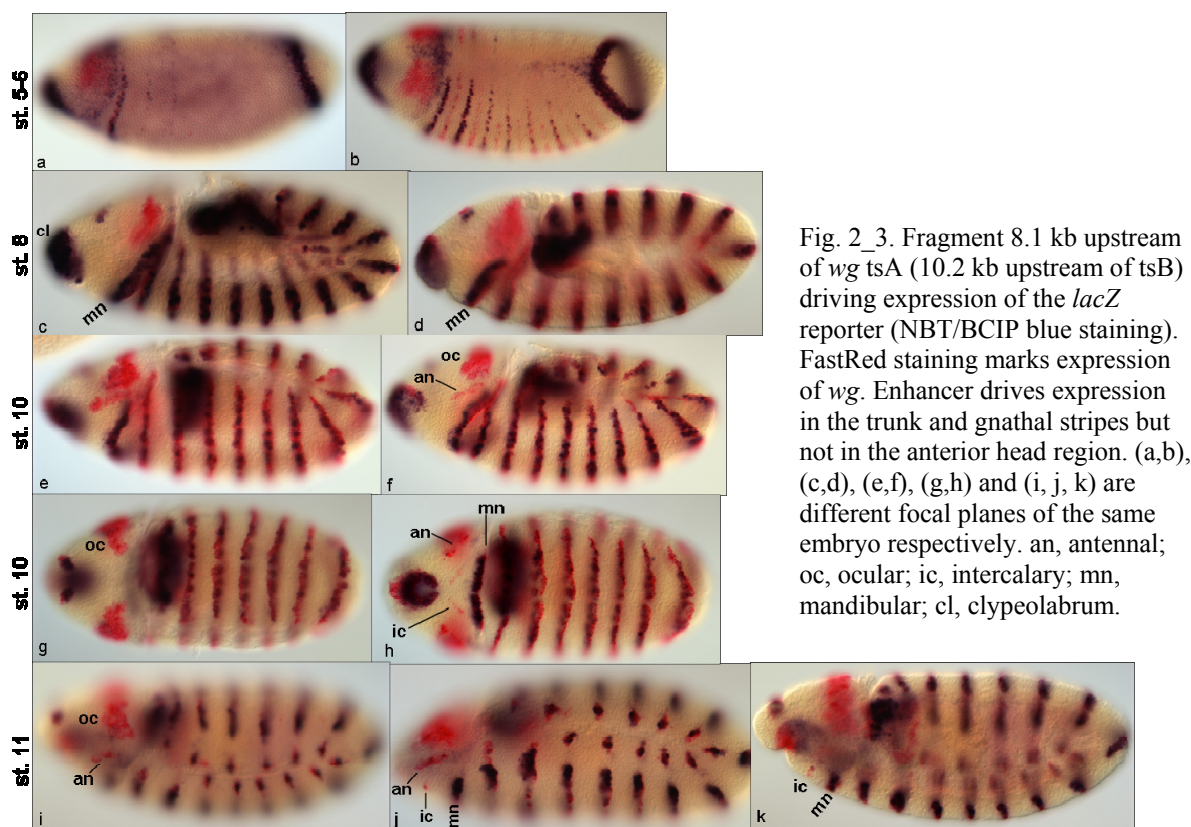 st. 5-6
a
b
st. 8
cl
mn
c
mn
d
st. 10
e
oc
an
f
st. 10
oc
g
an
mn
ic
h
st. 11
oc
an
i
an
ic
mn
j
ic
mn
k
Fig. 2_3. Fragment 8.1 kb upstream
of wg tsA (10.2 kb upstream of tsB)
driving expression of the lacZ
reporter (NBT/BCIP blue staining).
FastRed staining marks expression
of wg. Enhancer drives expression
in the trunk and gnathal stripes but
not in the anterior head region. (a,b),
(c,d), (e,f), (g,h) and (i, j, k) are
different focal planes of the same
embryo respectively. an, antennal;
oc, ocular; ic, intercalary; mn,
mandibular; cl, clypeolabrum.